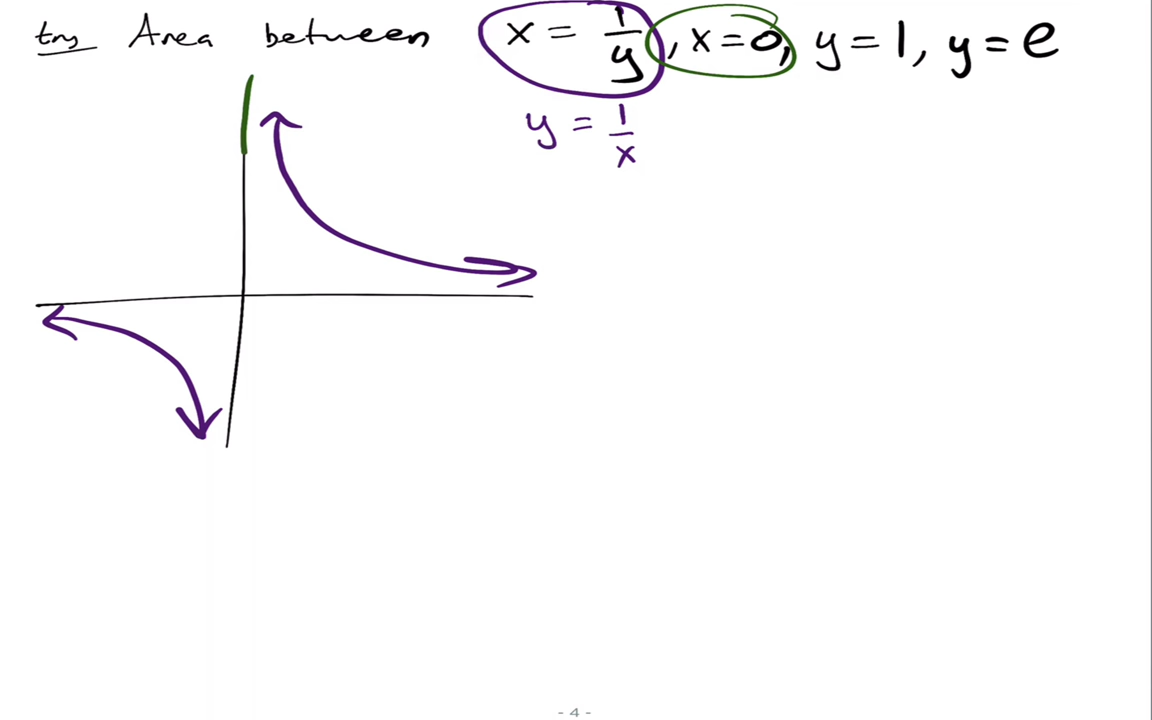 try Area between x = 1/y, x = 0, y = 1, y = e
y = 1/x
- 4 -